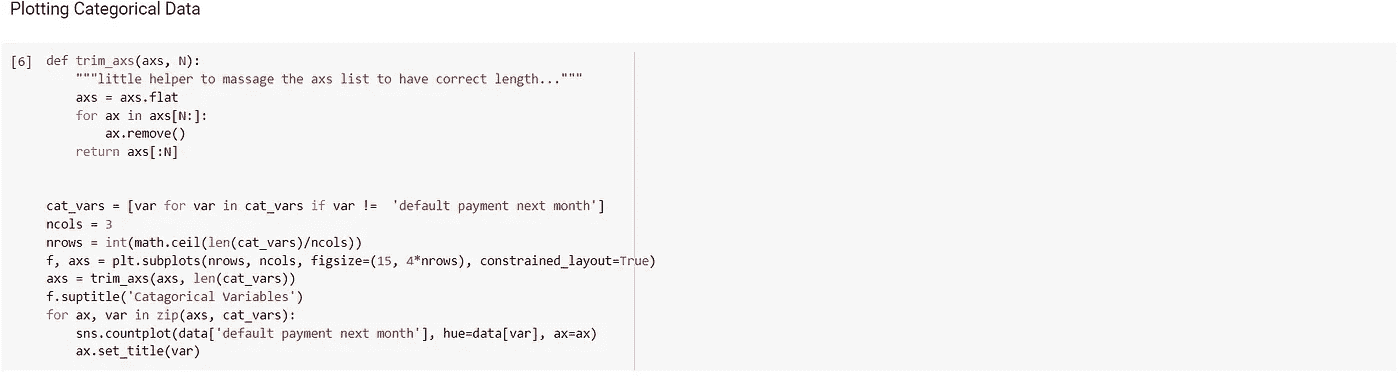 Plotting Categorical Data
[6] def trim_axs(axs, N):
    """little helper to massage the axs list to have correct length..."""
    axs = axs.flat
    for ax in axs[N:]:
        ax.remove()
    return axs[:N]
cat_vars = [var for var in cat_vars if var !=  'default payment next month']
ncols = 3
nrows = int(math.ceil(len(cat_vars)/ncols))
f, axs = plt.subplots(nrows, ncols, figsize=(15, 4*nrows), constrained_layout=True)
axs = trim_axs(axs, len(cat_vars))
f.suptitle('Catagorical Variables')
for ax, var in zip(axs, cat_vars):
    sns.countplot(data['default payment next month'], hue=data[var], ax=ax)
    ax.set_title(var)